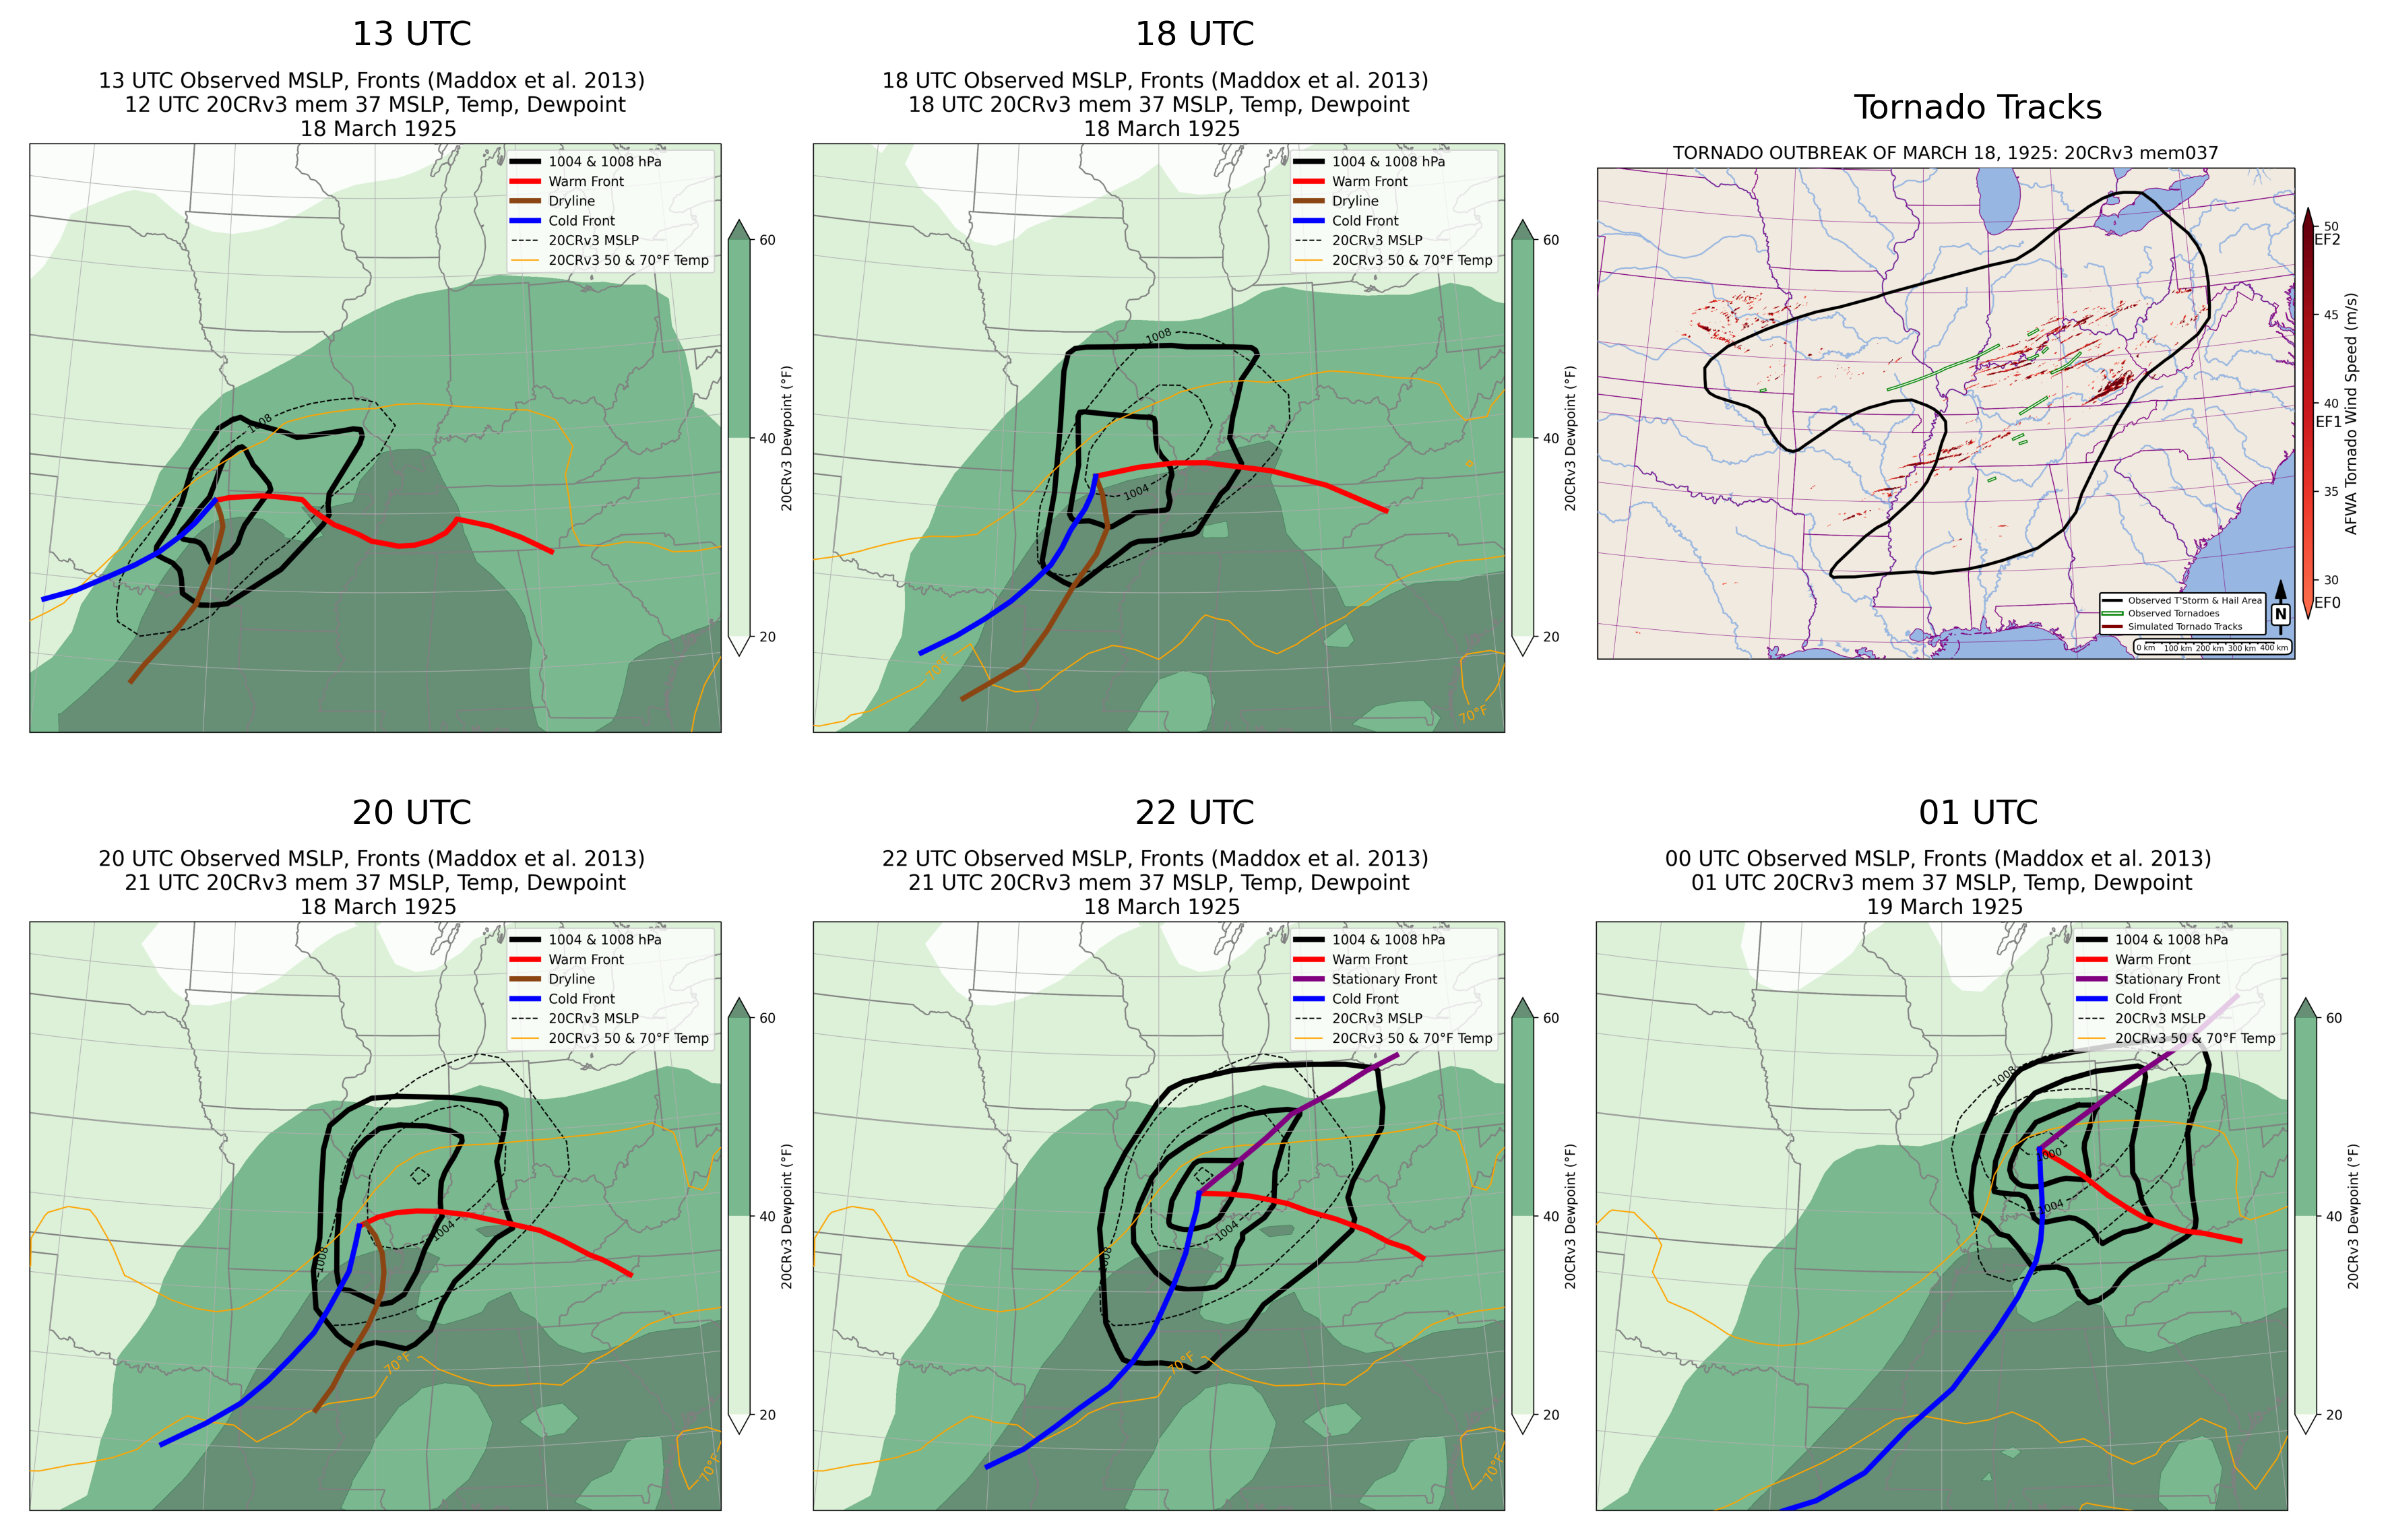 13 UTC
13 UTC Observed MSLP, Fronts (Maddox et al. 2013)
12 UTC 20CRv3 mem 37 MSLP, Temp, Dewpoint
18 March 1925
1004 & 1008 hPa
Warm Front
Dryline
Cold Front
20CRv3 MSLP
20CRv3 50 & 70°F Temp
1008
60
40
20
20CRv3 Dewpoint (°F)
18 UTC
18 UTC Observed MSLP, Fronts (Maddox et al. 2013)
18 UTC 20CRv3 mem 37 MSLP, Temp, Dewpoint
18 March 1925
1004 & 1008 hPa
Warm Front
Dryline
Cold Front
20CRv3 MSLP
20CRv3 50 & 70°F Temp
1008
1004
70°F
70°F
60
40
20
20CRv3 Dewpoint (°F)
Tornado Tracks
TORNADO OUTBREAK OF MARCH 18, 1925: 20CRv3 mem037
50
EF2
45
40
EF1
35
30
EF0
AFWA Tornado Wind Speed (m/s)
Observed T'Storm & Hail Area
Observed Tornadoes
Simulated Tornado Tracks
N
0 km 100 km 200 km 300 km 400 km
20 UTC
20 UTC Observed MSLP, Fronts (Maddox et al. 2013)
21 UTC 20CRv3 mem 37 MSLP, Temp, Dewpoint
18 March 1925
1004 & 1008 hPa
Warm Front
Dryline
Cold Front
20CRv3 MSLP
20CRv3 50 & 70°F Temp
1004
1008
70°F
70°F
60
40
20
20CRv3 Dewpoint (°F)
22 UTC
22 UTC Observed MSLP, Fronts (Maddox et al. 2013)
21 UTC 20CRv3 mem 37 MSLP, Temp, Dewpoint
18 March 1925
1004 & 1008 hPa
Warm Front
Stationary Front
Cold Front
20CRv3 MSLP
20CRv3 50 & 70°F Temp
1004
1008
70°F
70°F
60
40
20
20CRv3 Dewpoint (°F)
01 UTC
00 UTC Observed MSLP, Fronts (Maddox et al. 2013)
01 UTC 20CRv3 mem 37 MSLP, Temp, Dewpoint
19 March 1925
1004 & 1008 hPa
Warm Front
Stationary Front
Cold Front
20CRv3 MSLP
20CRv3 50 & 70°F Temp
1008
1000
1004
60
40
20
20CRv3 Dewpoint (°F)